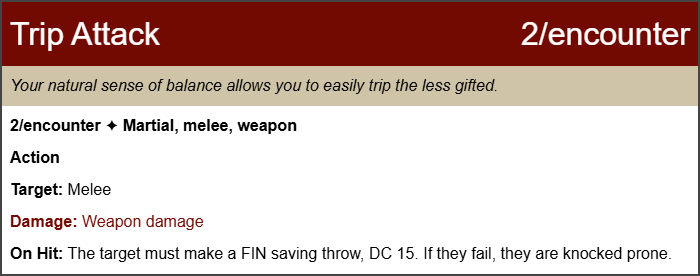 Trip Attack 2/encounter
Your natural sense of balance allows you to easily trip the less gifted.
2/encounter ✦ Martial, melee, weapon
Action
Target: Melee
Damage: Weapon damage
On Hit: The target must make a FIN saving throw, DC 15. If they fail, they are knocked prone.